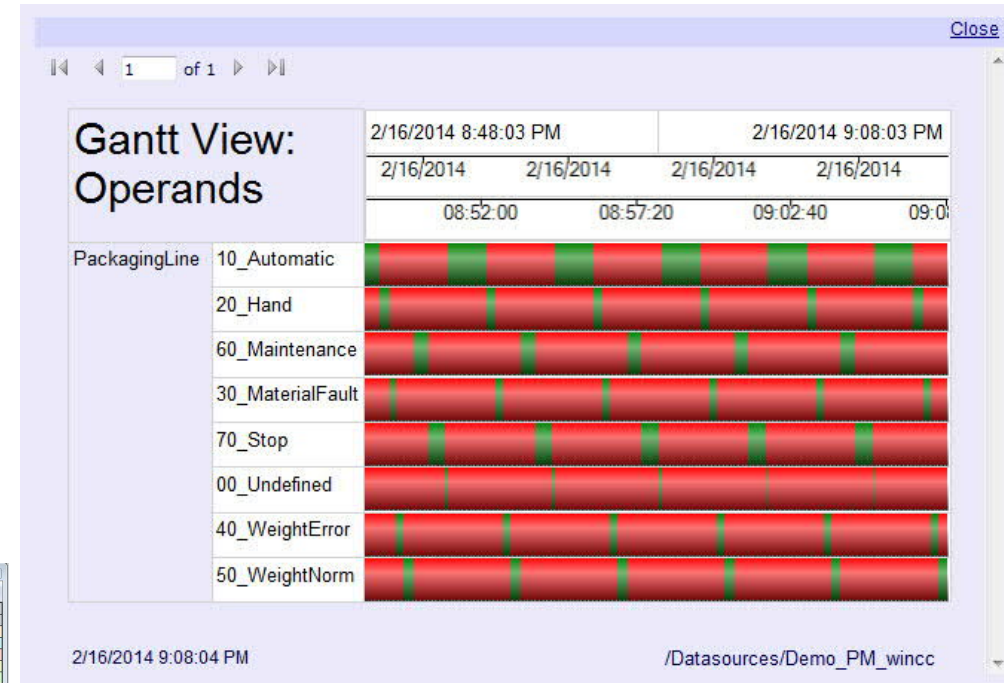 Close
1 of 1
Gantt View:
Operands
2/16/2014 8:48:03 PM 2/16/2014 9:08:03 PM
2/16/2014 2/16/2014 2/16/2014 2/16/2014
08:52:00 08:57:20 09:02:40
PackagingLine 10_Automatic
20_Hand
60_Maintenance
30_MaterialFault
70_Stop
00_Undefined
40_WeightError
50_WeightNorm
2/16/2014 9:08:04 PM /Datasources/Demo_PM_wincc